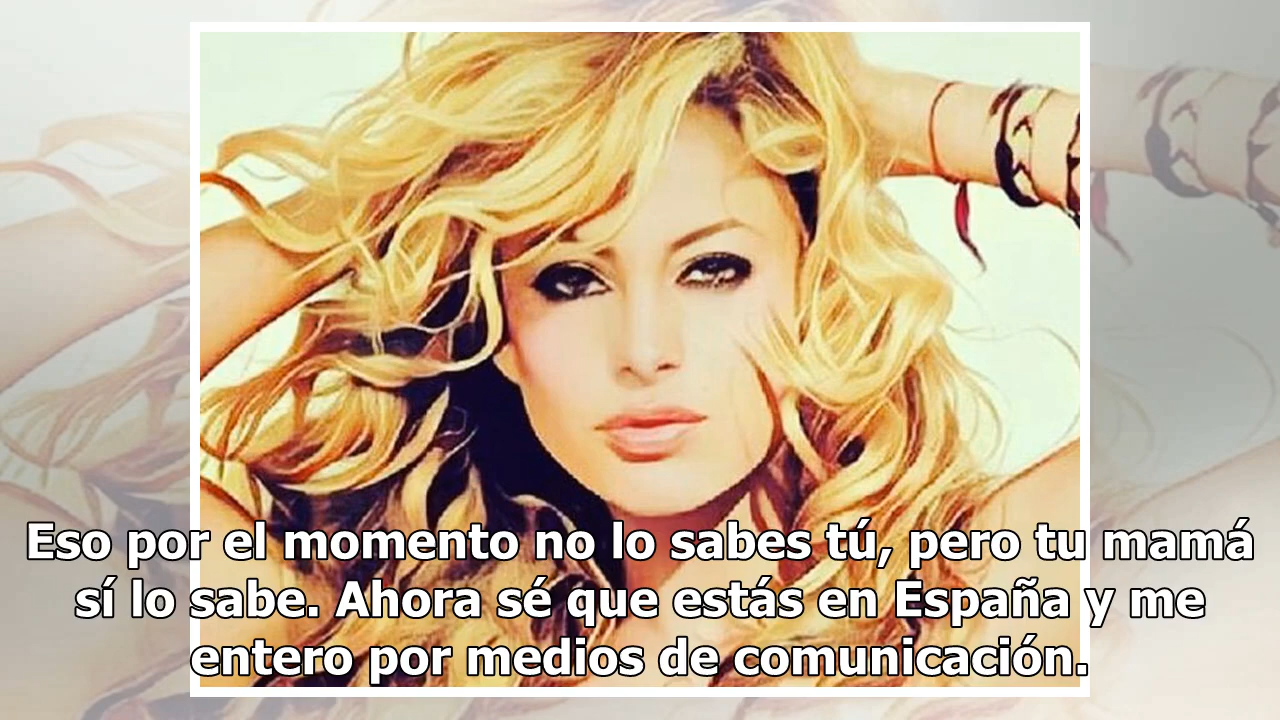 Eso por el momento no lo sabes tú, pero tu mamá
sí lo sabe. Ahora sé que estás en España y me
entero por medios de comunicación.